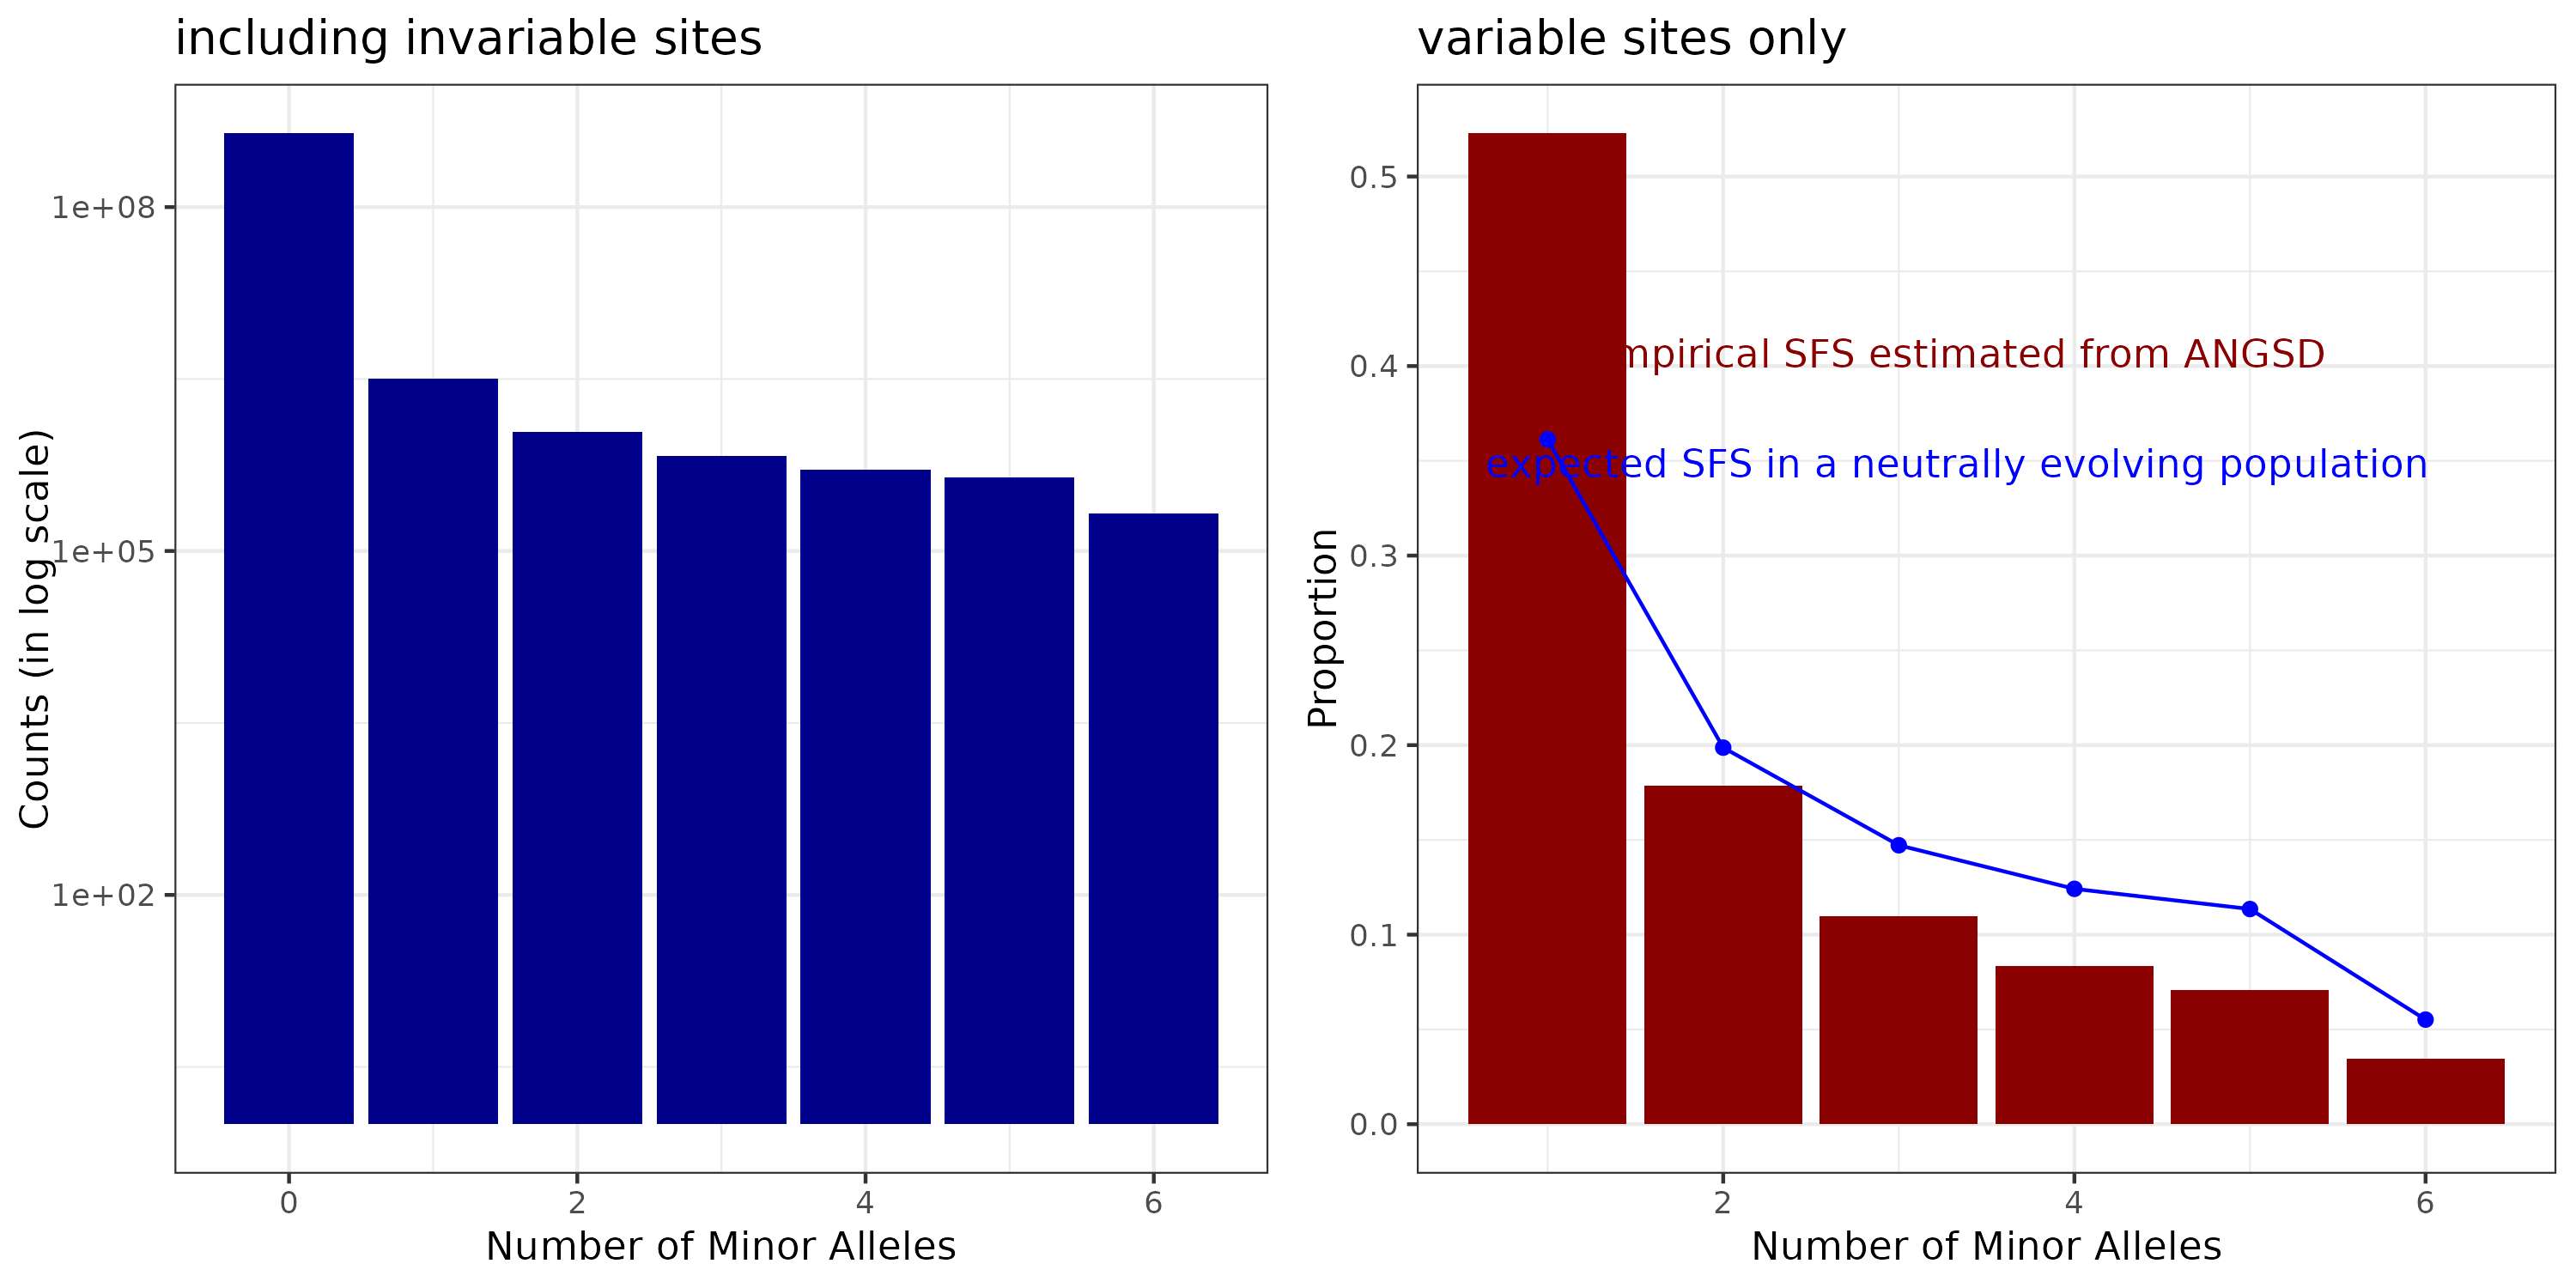 including invariable sites
Counts (in log scale)
1e+08
1e+05
1e+02
0 2 4 6
Number of Minor Alleles
variable sites only
Proportion
0.5
0.4
0.3
0.2
0.1
0.0
mpirical SFS estimated from ANGSD
expected SFS in a neutrally evolving population
2 4 6
Number of Minor Alleles